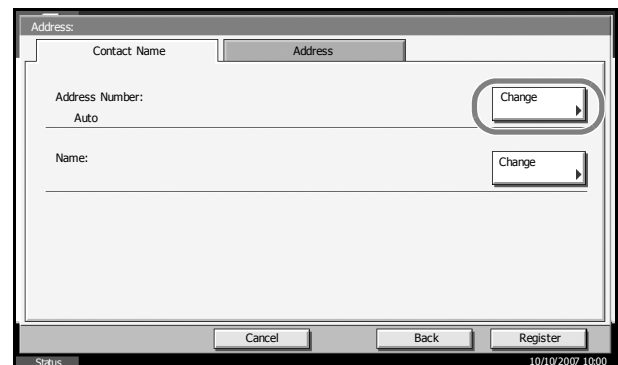 Address:
Contact Name Address
Address Number: Change
Auto
Name: Change
Cancel Back Register
Status 10/10/2007 10:00